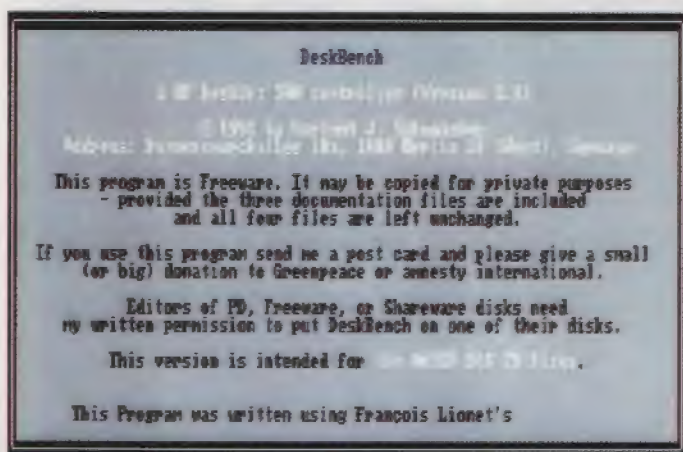 DeskBench
This program is Freeware. It may be copied for private purposes
- provided the three documentation files are included
and all four files are left unchanged.
If you use this program send me a post card and please give a small
(or big) donation to Greenpeace or amnesty international.
Editors of PD, Freeware, or Shareware disks need
my written permission to put DeskBench on one of their disks.
This version is intended for
This Program was written using François Lionet's